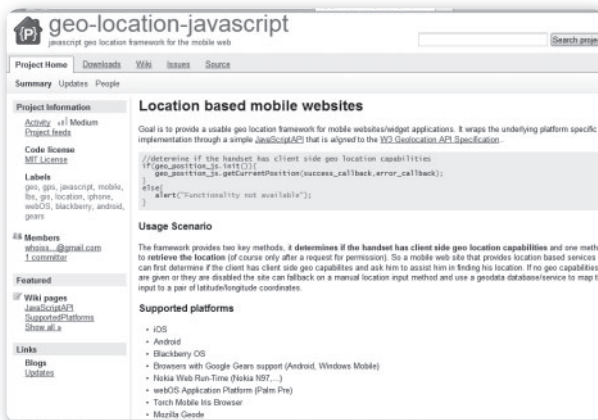 geo-location-javascript
javascript geo location framework for the mobile web
Search proje
Project Home Downloads Wiki Issues Source
Summary Updates People
Project Information
Activity Medium
Project feeds
Code license
MIT License
Labels
geo, gps, javascript, mobile,
lbs, gis, location, iphone,
webOS, blackberry, android,
gears
Members
whoiss...@gmail.com
1 committer
Featured
Wiki pages
JavaScriptAPI
SupportedPlatforms
Show all »
Links
Blogs
Updates
Location based mobile websites
Goal is to provide a usable geo location framework for mobile websites/widget applications. It wraps the underlying platform specific
implementation through a simple JavaScriptAPI that is aligned to the W3 Geolocation API Specification..
//determine if the handset has client side geo location capabilities
if(geo_position_js.init()){
geo_position_js.getCurrentPosition(success_callback,error_callback);
}
else{
alert("Functionality not available");
}
Usage Scenario
The framework provides two key methods, it determines if the handset has client side geo location capabilities and one meth
to retrieve the location (of course only after a request for permission). So a mobile web site that provides location based services
can first determine if the client has client side geo capabilites and ask him to assist him in finding his location. If no geo capabilities
are given or they are disabled the site can fallback on a manual location input method and use a geodata database/service to map t
input to a pair of latitude/longitude coordinates.
Supported platforms
• iOS
• Android
• Blackberry OS
• Browsers with Google Gears support (Android, Windows Mobile)
• Nokia Web Run-Time (Nokia N97,...)
• webOS Application Platform (Palm Pre)
• Torch Mobile Iris Browser
• Mozilla Geode